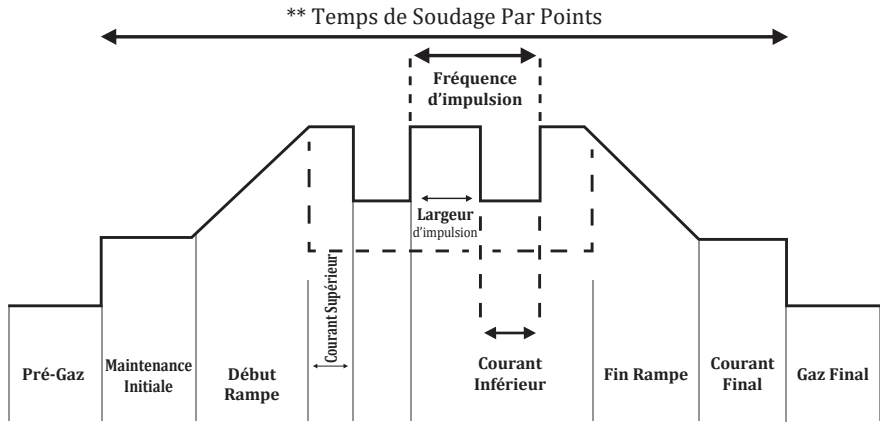 ** Temps de Soudage Par Points
Fréquence
d'impulsion
Largeur
d'impulsion
Courant Supérieur
Pré-Gaz
Maintenance
Initiale
Début
Rampe
Courant
Inférieur
Fin Rampe
Courant
Final
Gaz Final